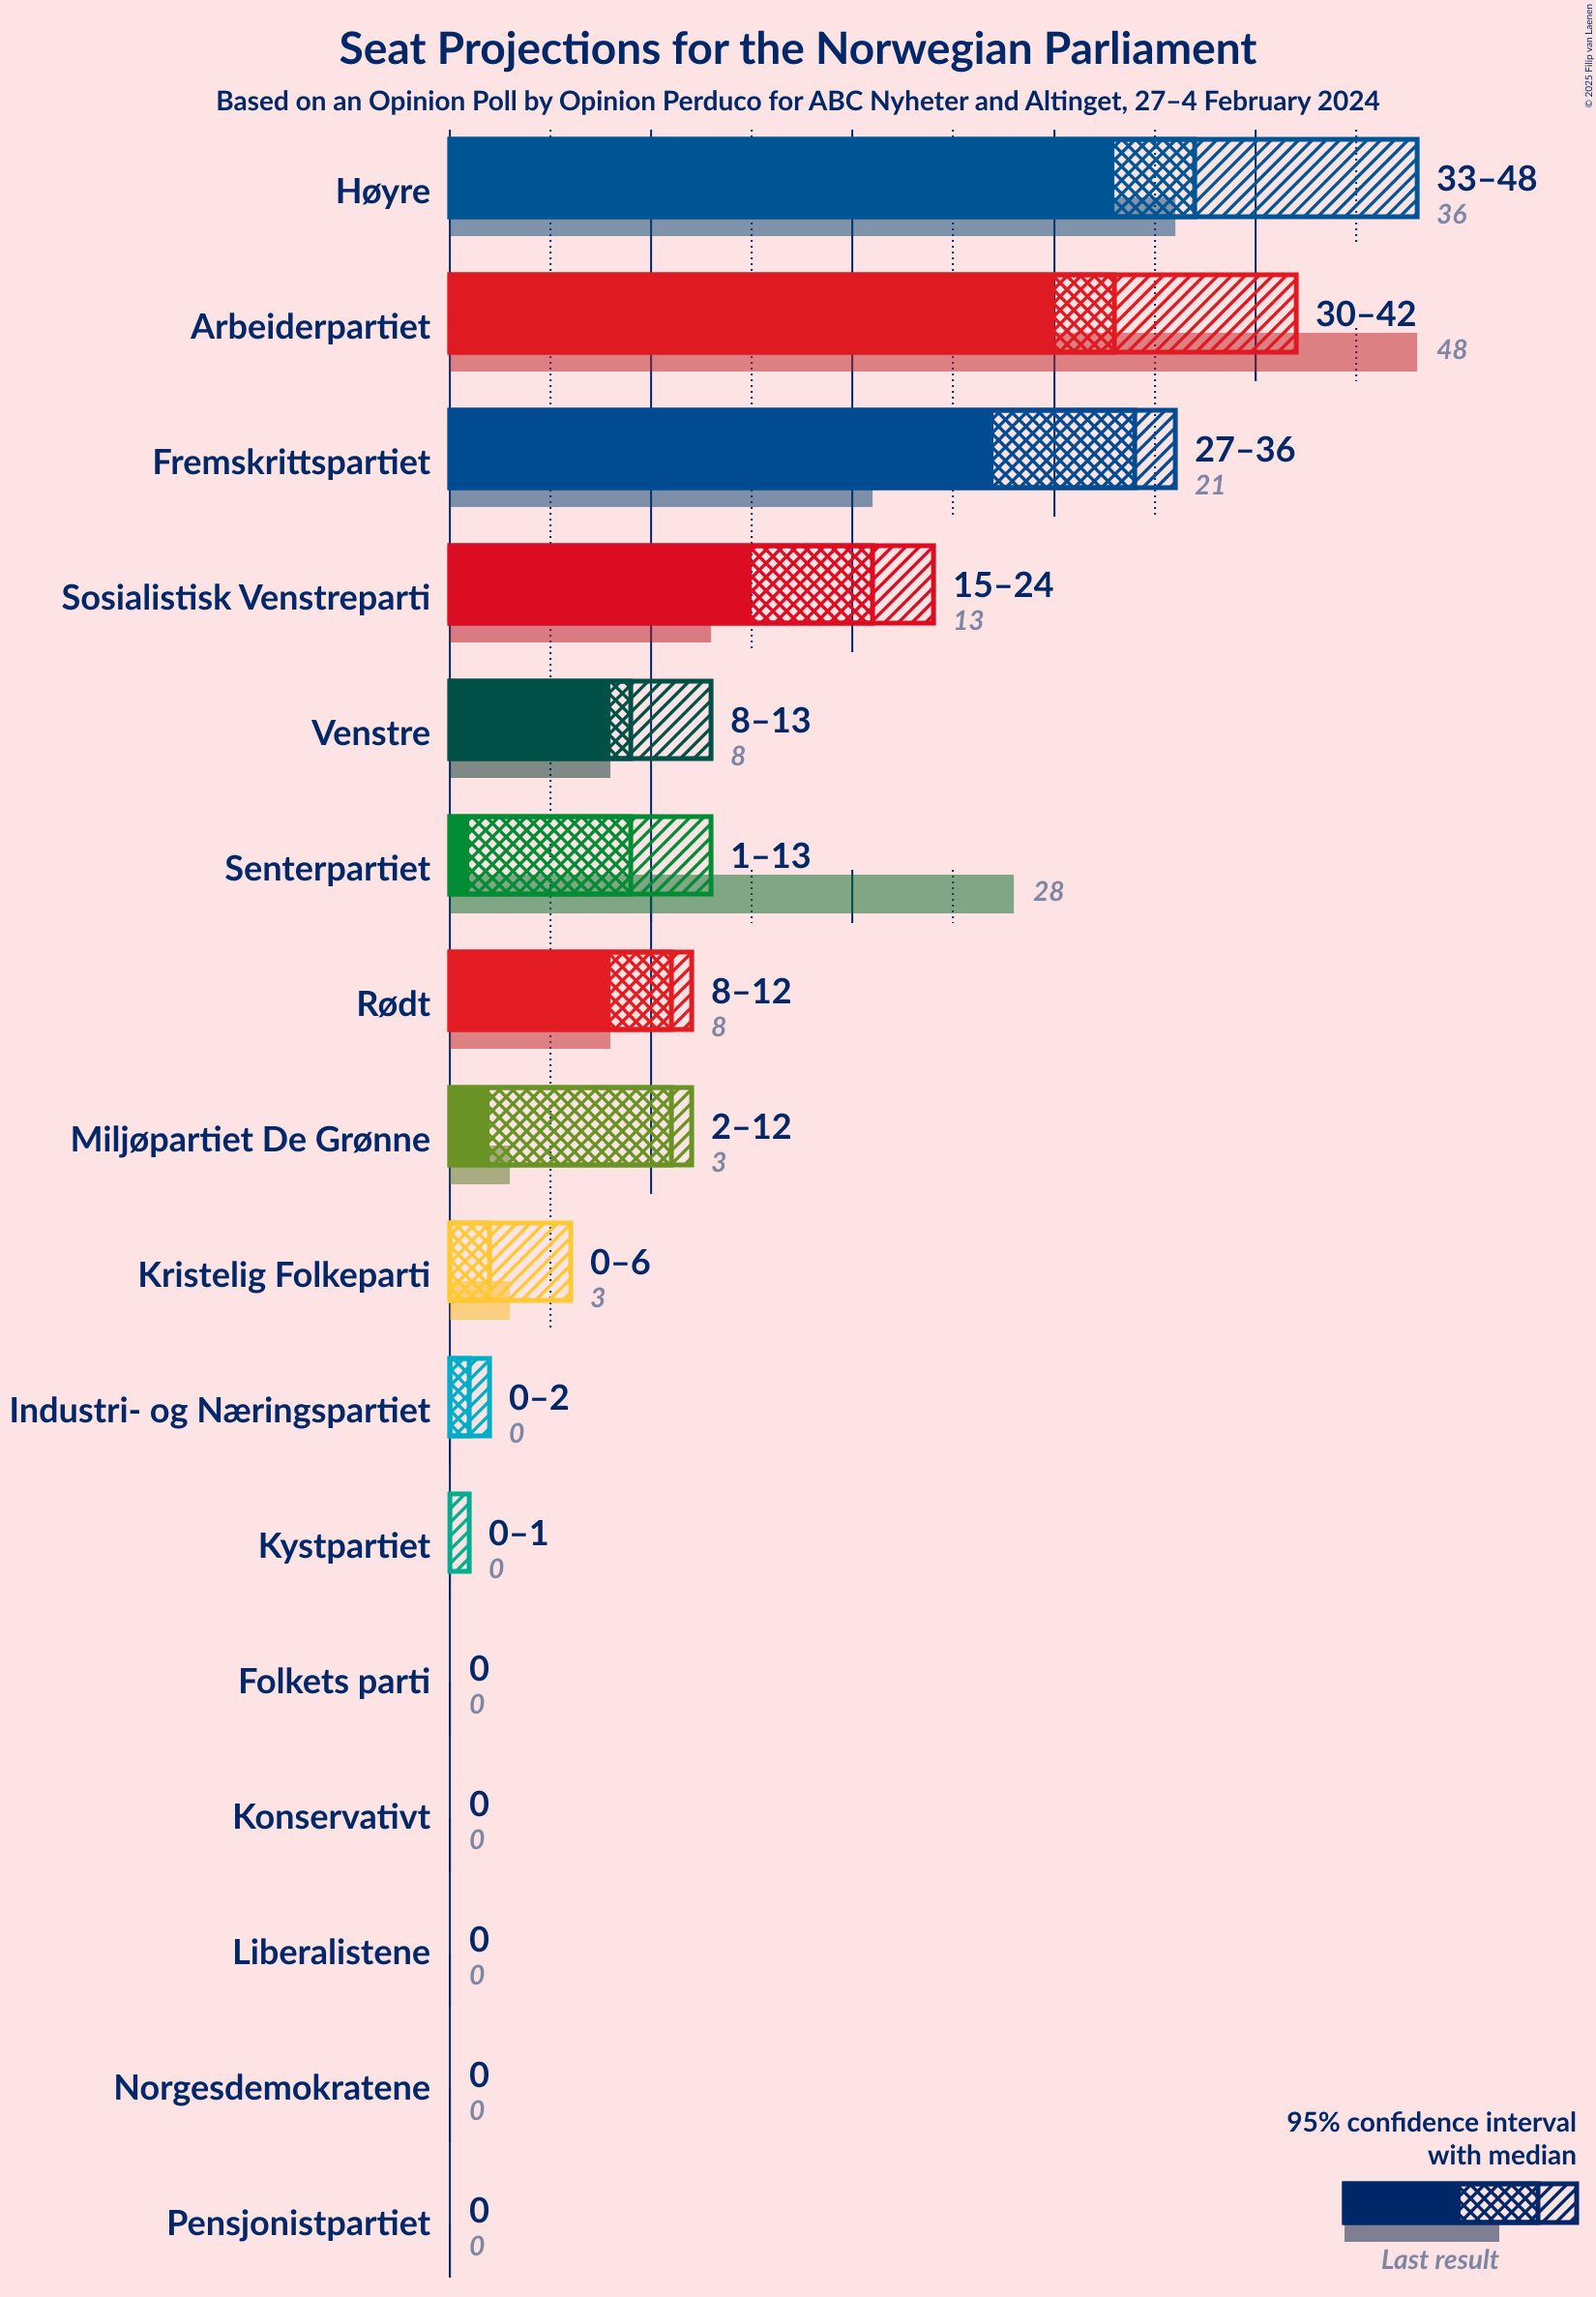 Seat Projections for the Norwegian Parliament
Based on an Opinion Poll by Opinion Perduco for ABC Nyheter and Altinget, 27–4 February 2024
© 2025 Filip van Laenen
Høyre
33–48
36
Arbeiderpartiet
30–42
48
Fremskrittspartiet
27–36
21
Sosialistisk Venstreparti
15–24
13
Venstre
8–13
8
Senterpartiet
1–13
28
Rødt
8–12
8
Miljøpartiet De Grønne
2–12
3
Kristelig Folkeparti
0–6
3
Industri- og Næringspartiet
0–2
0
Kystpartiet
0–1
0
Folkets parti
0
0
Konservativt
0
0
Liberalistene
0
0
Norgesdemokratene
0
0
Pensjonistpartiet
0
0
95% confidence interval
with median
Last result